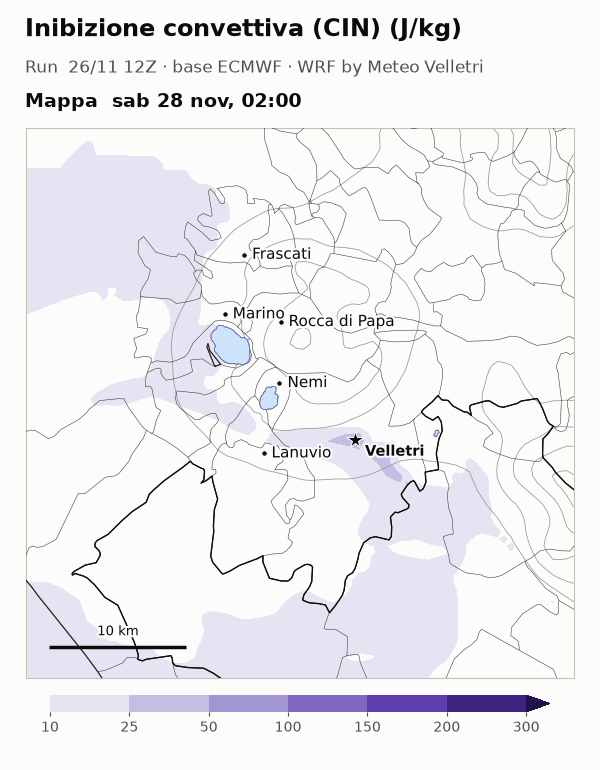 Inibizione convettiva (CIN) (J/kg)
Run  26/11 12Z · base ECMWF · WRF by Meteo Velletri
Mappa  sab 28 nov, 02:00
Frascati
Marino
Rocca di Papa
Nemi
Velletri
Lanuvio
10 km
10 25 50 100 150 200 300